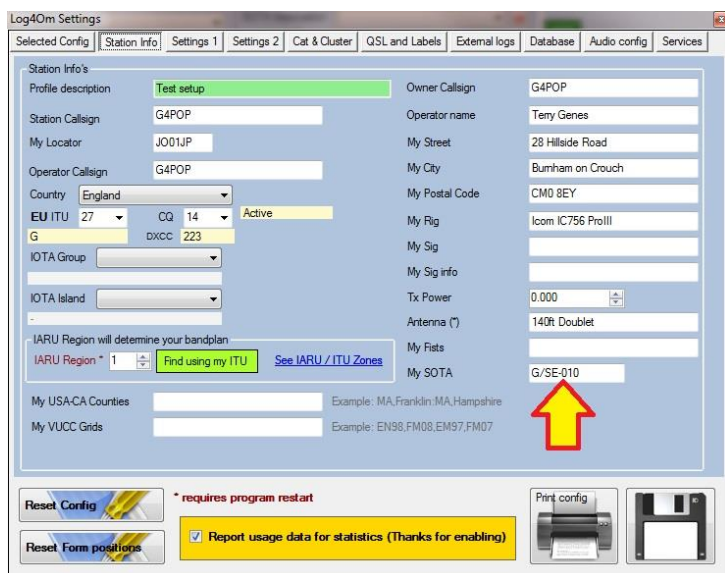 Log4Om Settings
Selected Config Station Info Settings 1 Settings 2 Cat & Cluster QSL and Labels External logs Database Audio config Services
Station Info's
Profile description Test setup
Station Callsign G4POP
My Locator JO01JP
Operator Callsign G4POP
Country England
EU ITU 27 CQ 14 Active
G DXCC 223
IOTA Group
IOTA Island
-
IARU Region will determine your bandplan
IARU Region * 1 Find using my ITU See IARU / ITU Zones
My USA-CA Counties Example: MA,Franklin:MA,Hampshire
My VUCC Grids Example: EN98,FM08,EM97,FM07
Owner Callsign G4POP
Operator name Terry Genes
My Street 28 Hillside Road
My City Burnham on Crouch
My Postal Code CM0 8EY
My Rig Icom IC756 ProIII
My Sig
My Sig info
Tx Power 0.000
Antenna (*) 140ft Doublet
My Fists
My SOTA G/SE-010
Reset Config
Reset Form positions
* requires program restart
Report usage data for statistics (Thanks for enabling)
Print config